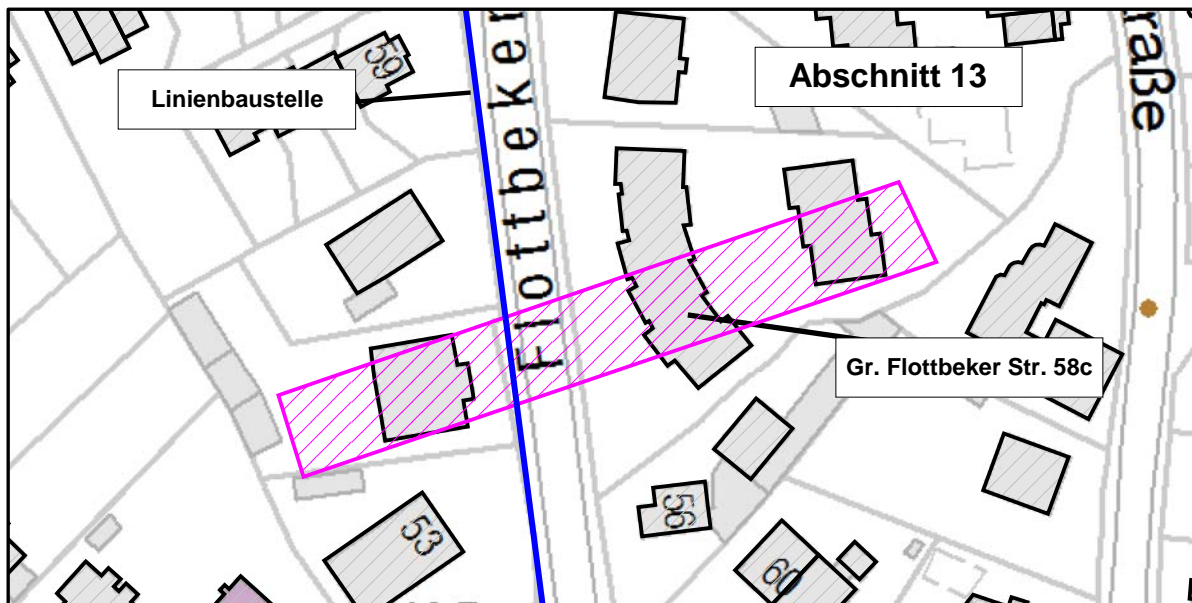 59
Linienbaustelle
Flottbeker
Abschnitt 13
raße
Gr. Flottbeker Str. 58c
56
53
60